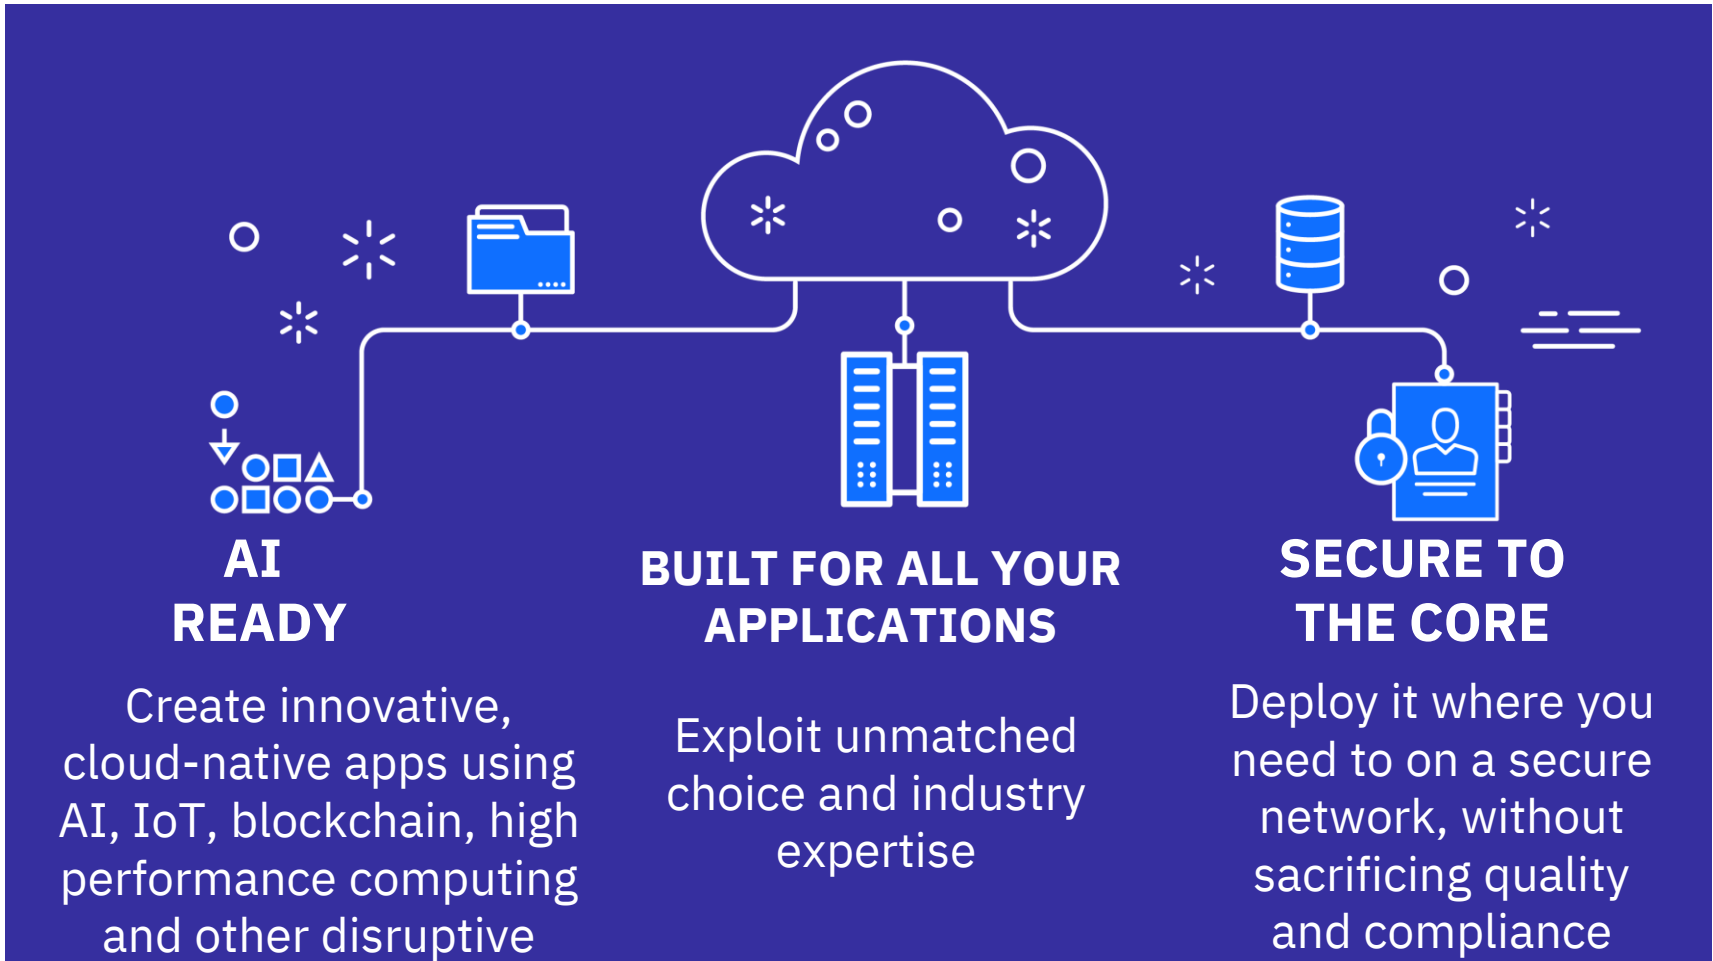 AI
READY
Create innovative,
cloud-native apps using
AI, IoT, blockchain, high
performance computing
and other disruptive
BUILT FOR ALL YOUR
APPLICATIONS
Exploit unmatched
choice and industry
expertise
SECURE TO
THE CORE
Deploy it where you
need to on a secure
network, without
sacrificing quality
and compliance